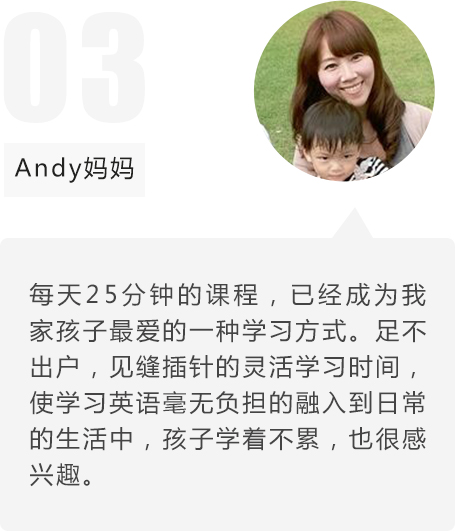 03
Andy妈妈
每天25分钟的课程，已经成为我
家孩子最爱的一种学习方式。足不
出户，见缝插针的灵活学习时间，
使学习英语毫无负担的融入到日常
的生活中，孩子学着不累，也很感
兴趣。